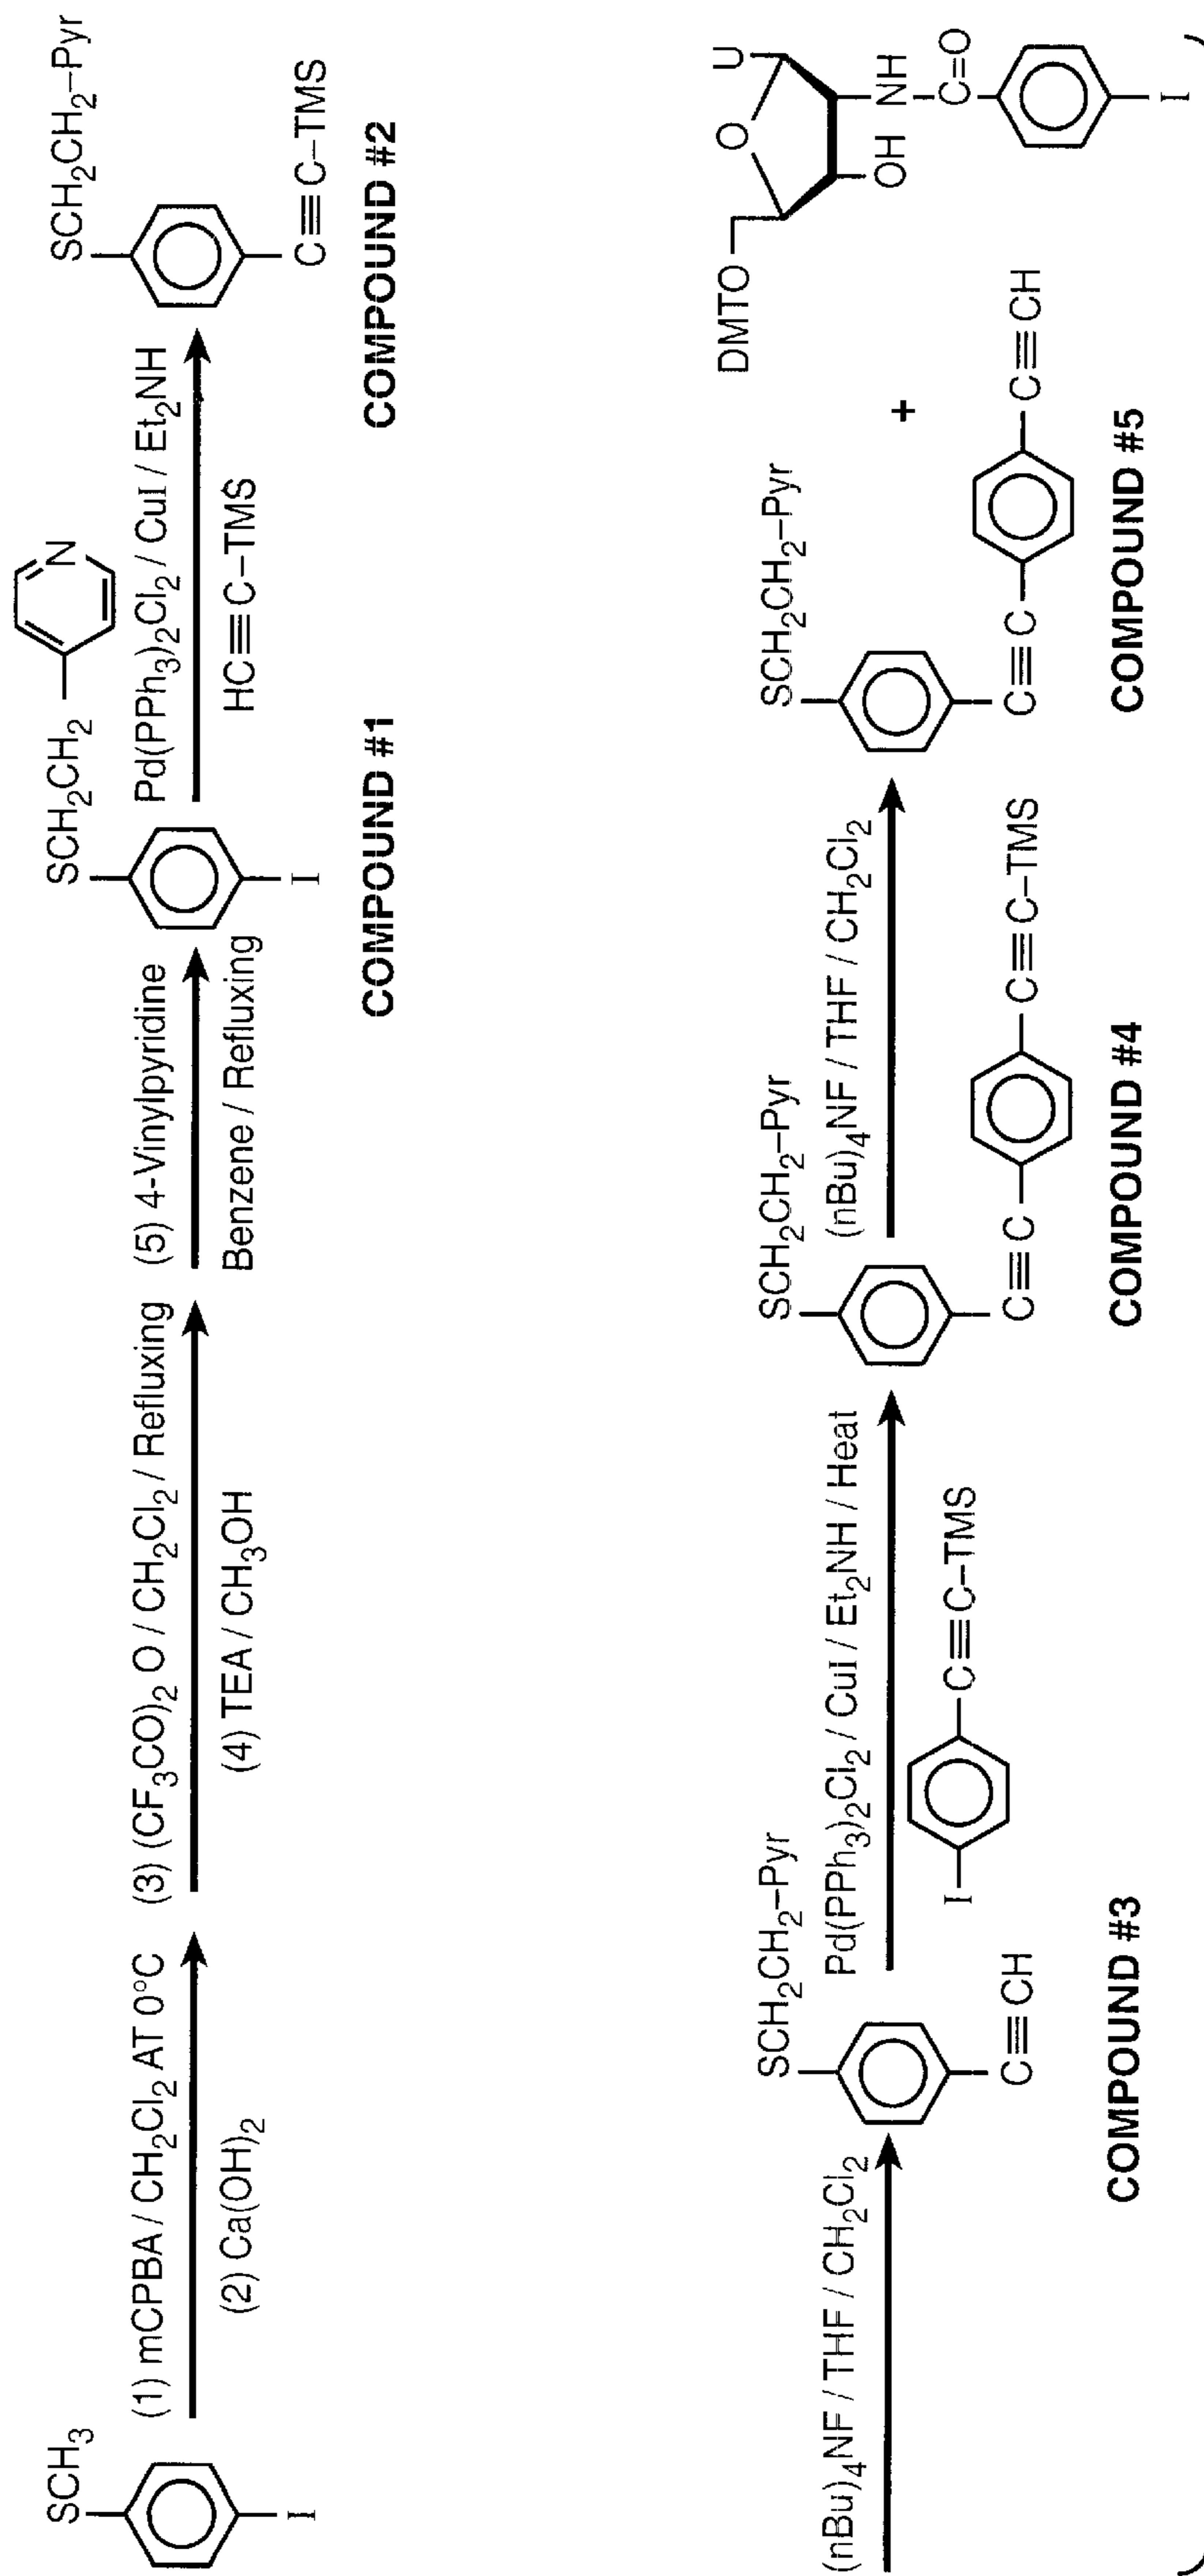 SCH3
I
(1) mCPBA / CH2Cl2 AT 0°C
(2) Ca(OH)2
(3) (CF3CO)2 O / CH2Cl2 / Refluxing
(4) TEA / CH3OH
(5) 4-Vinylpyridine
Benzene / Refluxing
SCH2CH2
N
I
COMPOUND #1
Pd(PPh3)2Cl2 / CuI / Et2NH
HC≡C–TMS
SCH2CH2–Pyr
C≡C–TMS
COMPOUND #2
(nBu)4NF / THF / CH2Cl2
SCH2CH2–Pyr
C≡CH
COMPOUND #3
Pd(PPh3)2Cl2 / CuI / Et2NH / Heat
I
C≡C–TMS
SCH2CH2–Pyr
C≡C
C≡C–TMS
COMPOUND #4
(nBu)4NF / THF / CH2Cl2
SCH2CH2–Pyr
C≡C
C≡CH
COMPOUND #5
+
DMTO
O
U
OH
NH
C=O
I